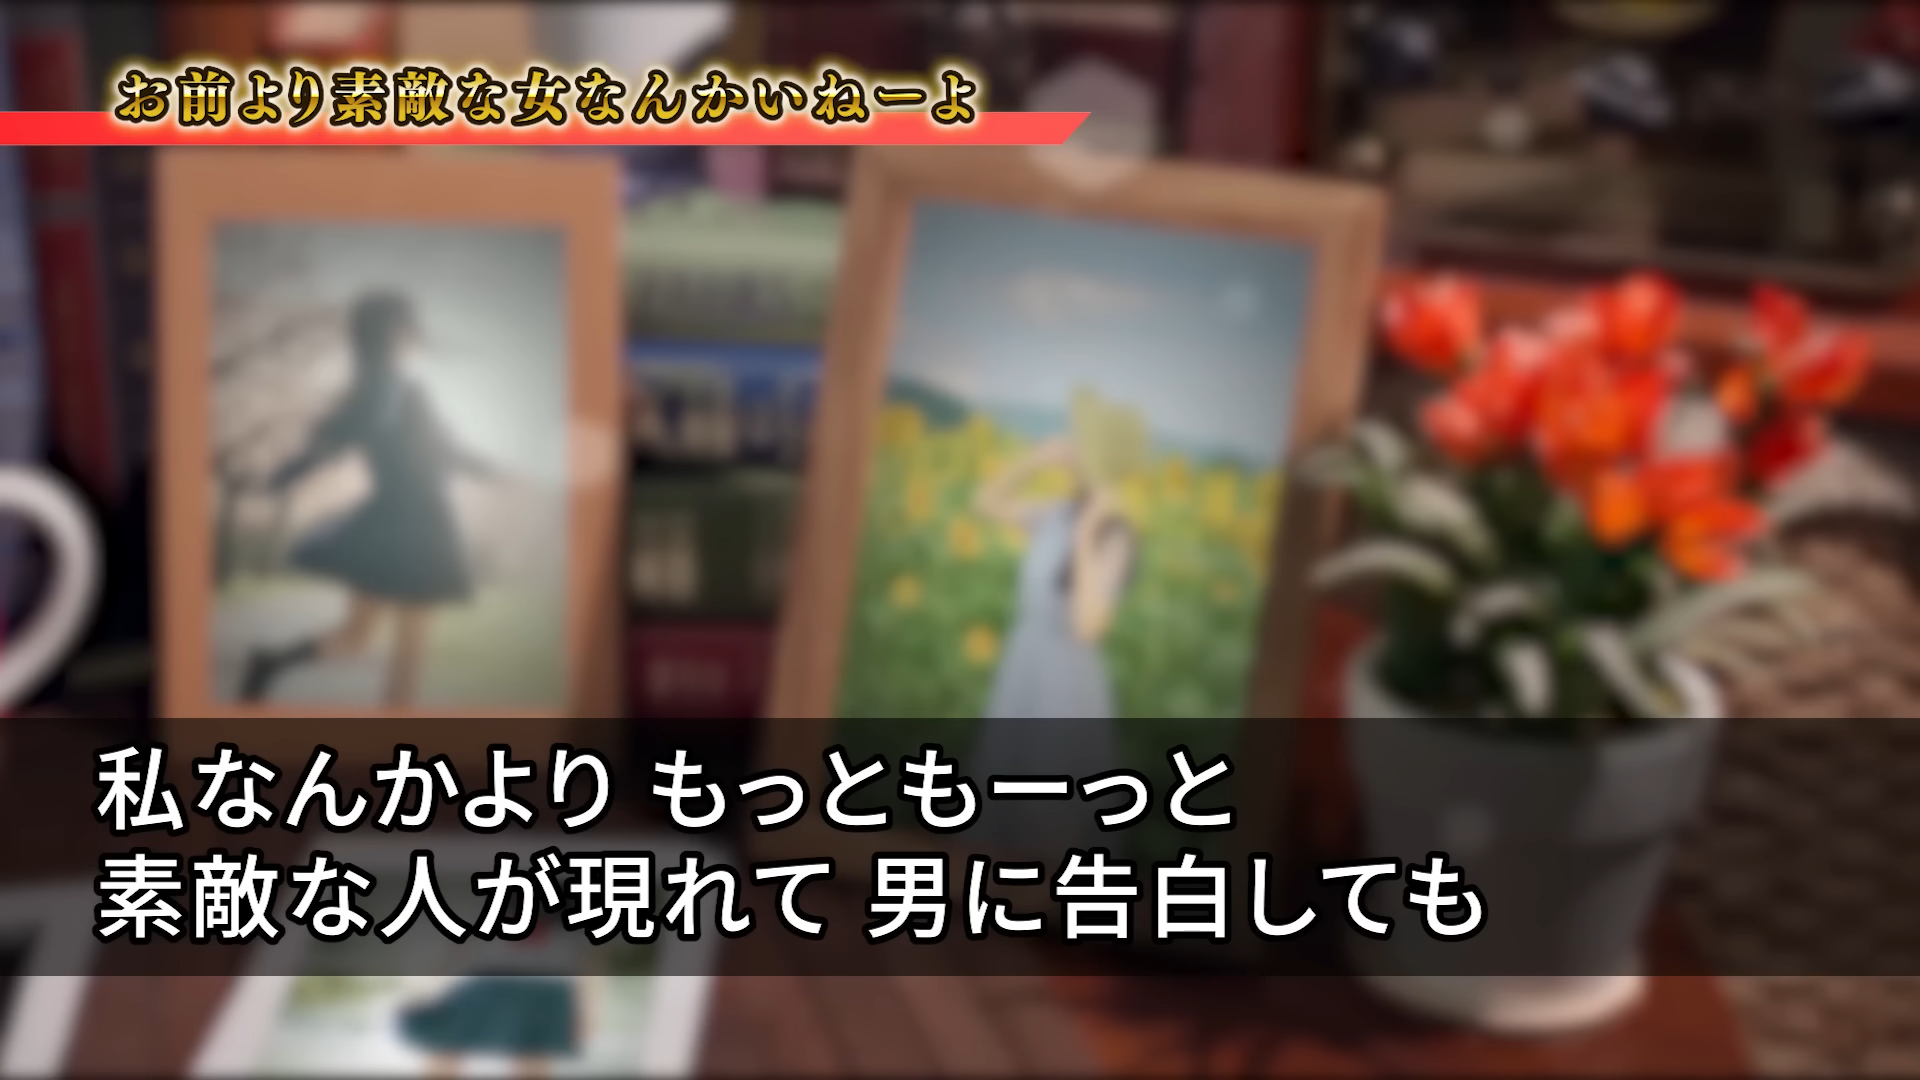 お前より素敵な女なんかいねーよ
私なんかより もっともーっと
素敵な人が現れて 男に告白しても